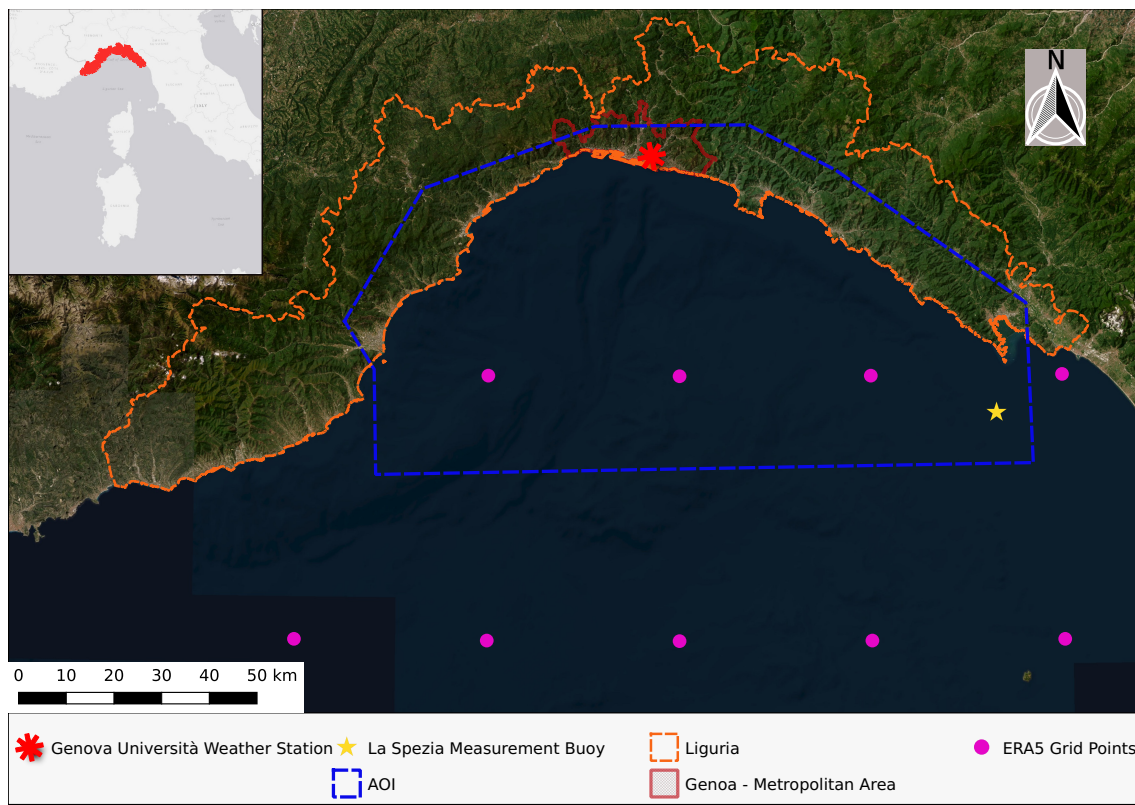 N
0 10 20 30 40 50 km
Genova Università Weather Station
La Spezia Measurement Buoy
Liguria
ERA5 Grid Points
AOI
Genoa - Metropolitan Area